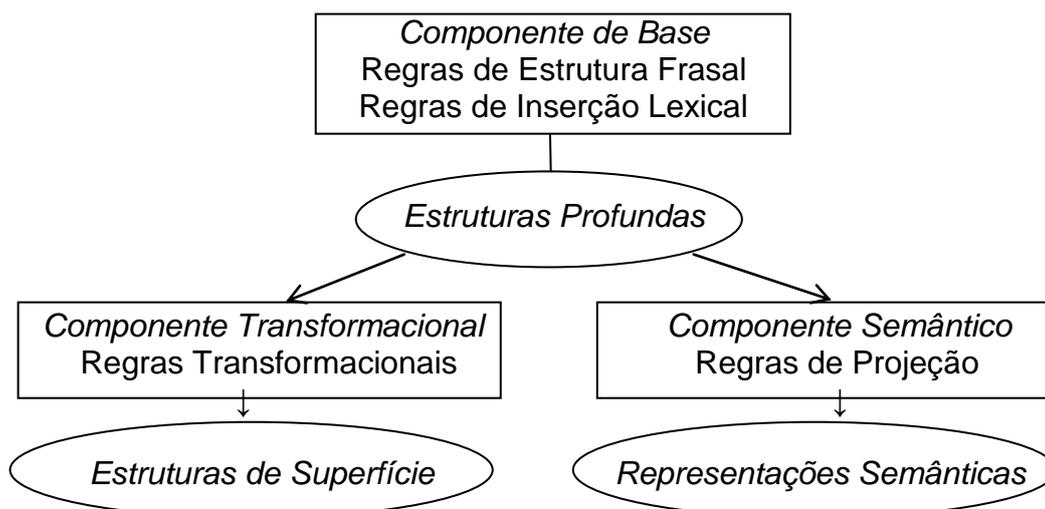 Componente de Base
Regras de Estrutura Frasal
Regras de Inserção Lexical
Estruturas Profundas
Componente Transformacional
Regras Transformacionais
Componente Semântico
Regras de Projeção
Estruturas de Superfície
Representações Semânticas